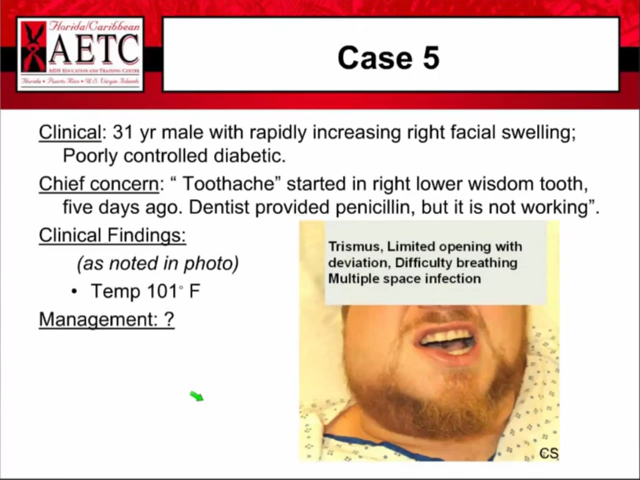 Florida/Caribbean
AETC
AIDS EDUCATION AND TRAINING CENTER
Florida • Puerto Rico • U.S. Virgin Islands
Case 5
Clinical: 31 yr male with rapidly increasing right facial swelling;
Poorly controlled diabetic.
Chief concern: “ Toothache” started in right lower wisdom tooth,
five days ago. Dentist provided penicillin, but it is not working”.
Clinical Findings:
(as noted in photo)
• Temp 101° F
Management: ?
Trismus, Limited opening with
deviation, Difficulty breathing
Multiple space infection
CS